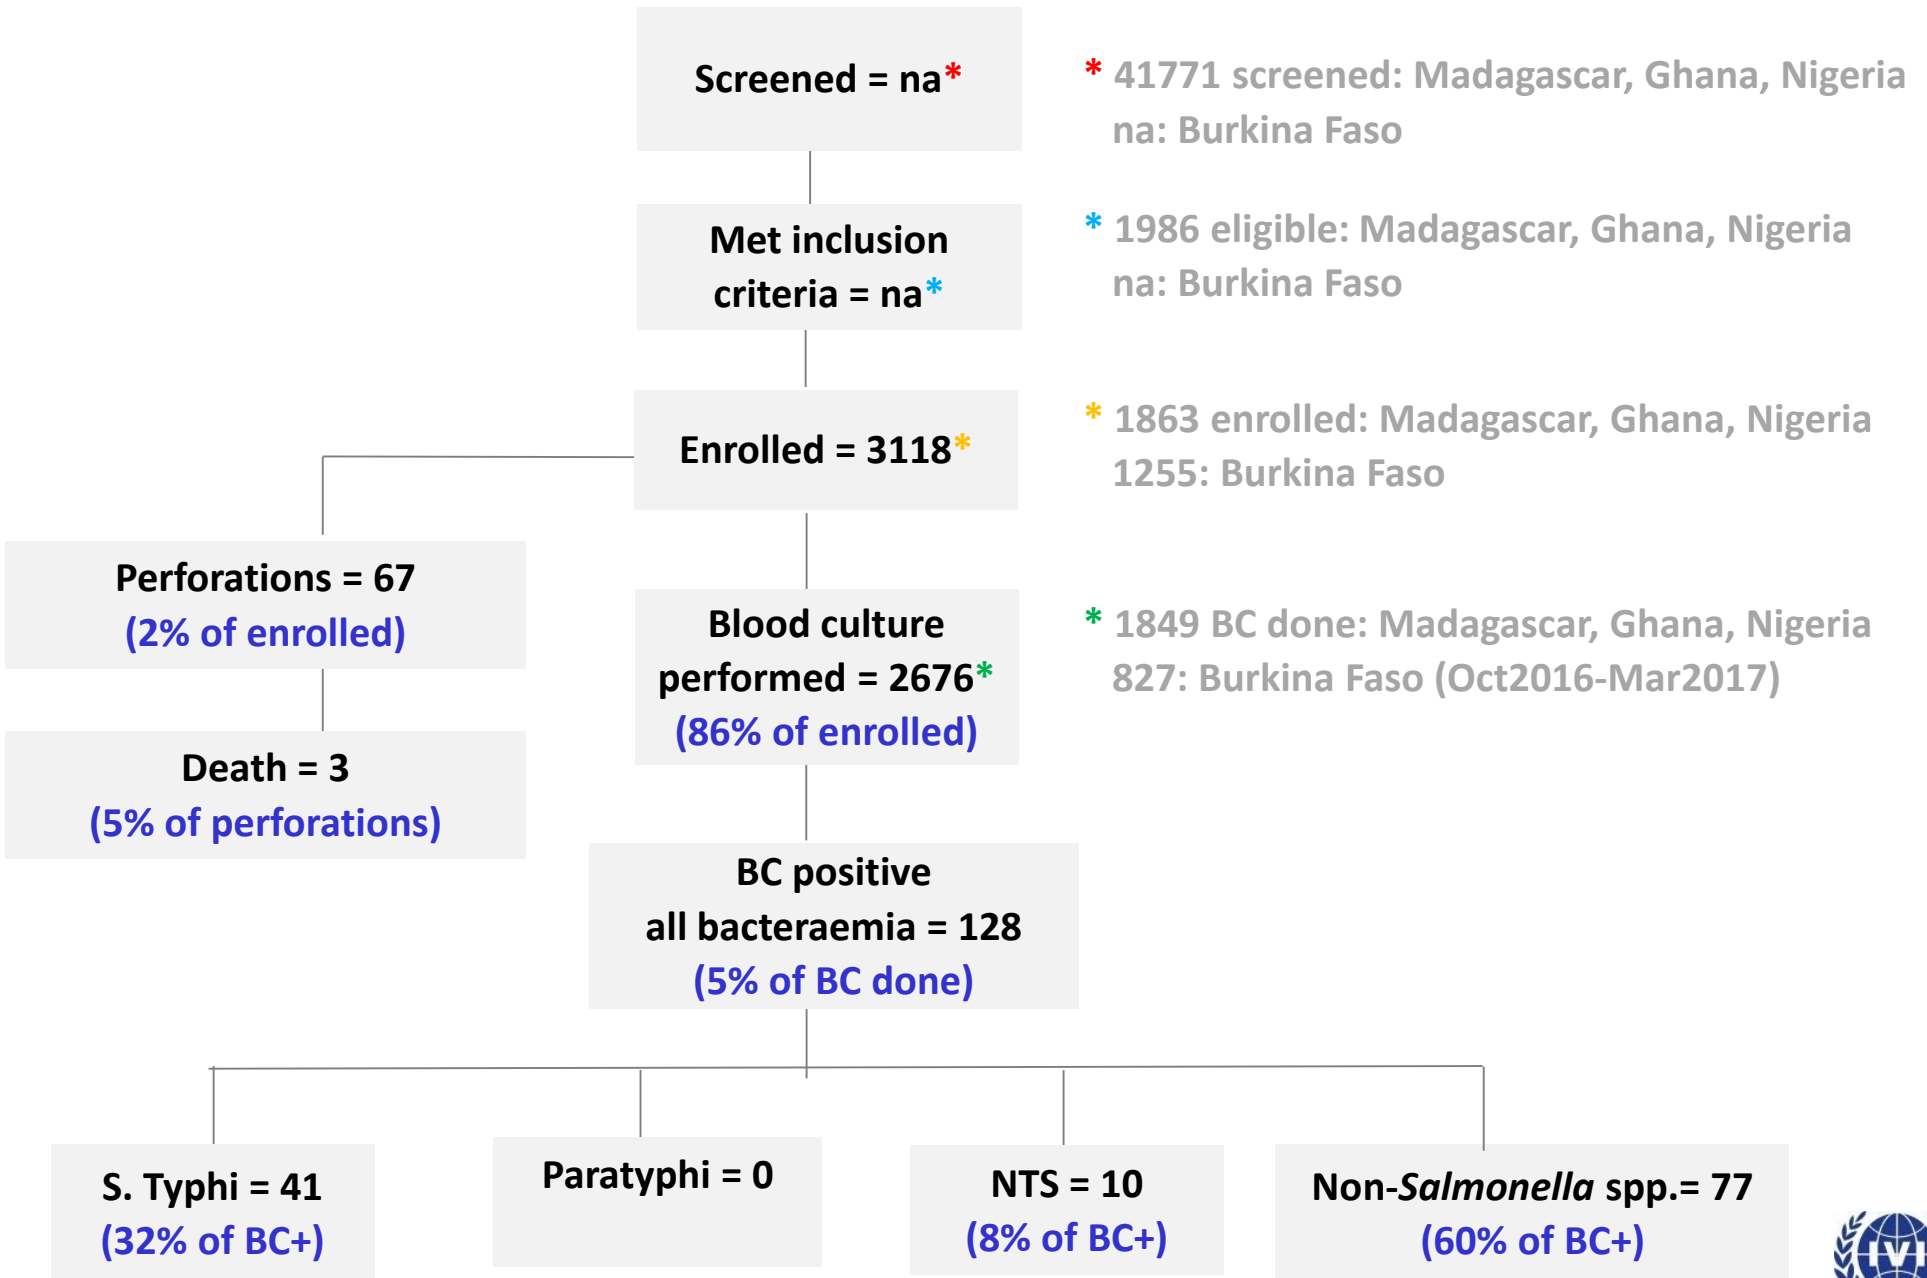 Screened = na*
* 41771 screened: Madagascar, Ghana, Nigeria
na: Burkina Faso
Met inclusion
criteria = na*
* 1986 eligible: Madagascar, Ghana, Nigeria
na: Burkina Faso
Enrolled = 3118*
* 1863 enrolled: Madagascar, Ghana, Nigeria
1255: Burkina Faso
Perforations = 67
(2% of enrolled)
Blood culture
performed = 2676*
(86% of enrolled)
* 1849 BC done: Madagascar, Ghana, Nigeria
827: Burkina Faso (Oct2016-Mar2017)
Death = 3
(5% of perforations)
BC positive
all bacteraemia = 128
(5% of BC done)
S. Typhi = 41
(32% of BC+)
Paratyphi = 0
NTS = 10
(8% of BC+)
Non-Salmonella spp.= 77
(60% of BC+)
IVI